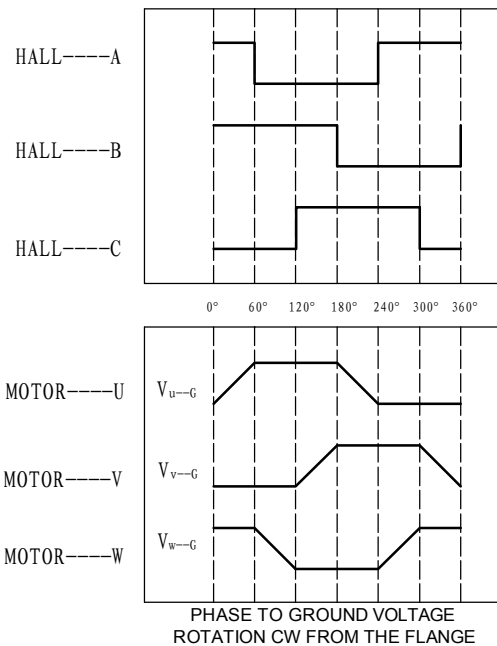 HALL----A
HALL----B
HALL----C
0° 60° 120° 180° 240° 300° 360°
MOTOR----U Vu--G
MOTOR----V Vv--G
MOTOR----W Vw--G
PHASE TO GROUND VOLTAGE
ROTATION CW FROM THE FLANGE